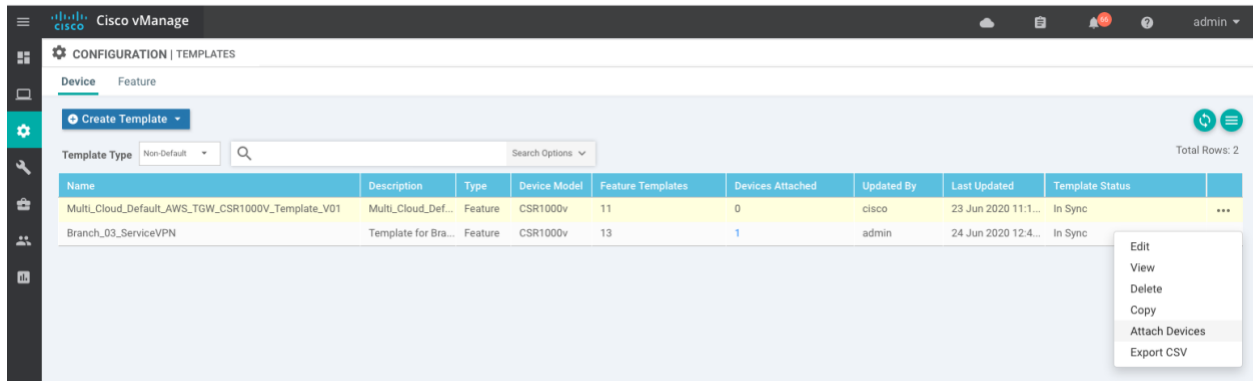 cisco Cisco vManage 56 admin
CONFIGURATION | TEMPLATES
Device Feature
Create Template
Template Type Non-Default Search Options Total Rows: 2
Name Description Type Device Model Feature Templates Devices Attached Updated By Last Updated Template Status
Multi_Cloud_Default_AWS_TGW_CSR1000V_Template_V01 Multi_Cloud_Def... Feature CSR1000v 11 0 cisco 23 Jun 2020 11:1... In Sync ...
Branch_03_ServiceVPN Template for Bra... Feature CSR1000v 13 1 admin 24 Jun 2020 12:4... In Sync
Edit
View
Delete
Copy
Attach Devices
Export CSV